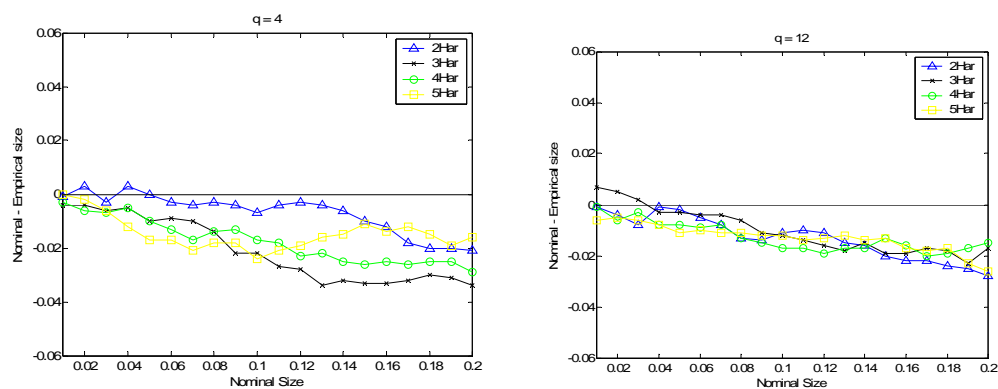 q = 4
0.06
0.04
0.02
0
-0.02
-0.04
-0.06
Nominal - Empirical size
0.02 0.04 0.06 0.08 0.1 0.12 0.14 0.16 0.18 0.2
Nominal Size
2Har
3Har
4Har
5Har
q = 12
0.06
0.04
0.02
0
-0.02
-0.04
-0.06
Nominal - Empirical size
0.02 0.04 0.06 0.08 0.1 0.12 0.14 0.16 0.18 0.2
Nominal Size
2Har
3Har
4Har
5Har